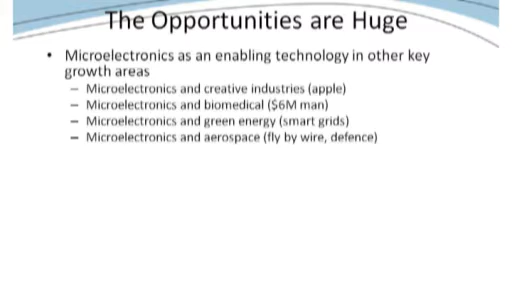 The Opportunities are Huge
• Microelectronics as an enabling technology in other key
growth areas
– Microelectronics and creative industries (apple)
– Microelectronics and biomedical ($6M man)
– Microelectronics and green energy (smart grids)
– Microelectronics and aerospace (fly by wire, defence)